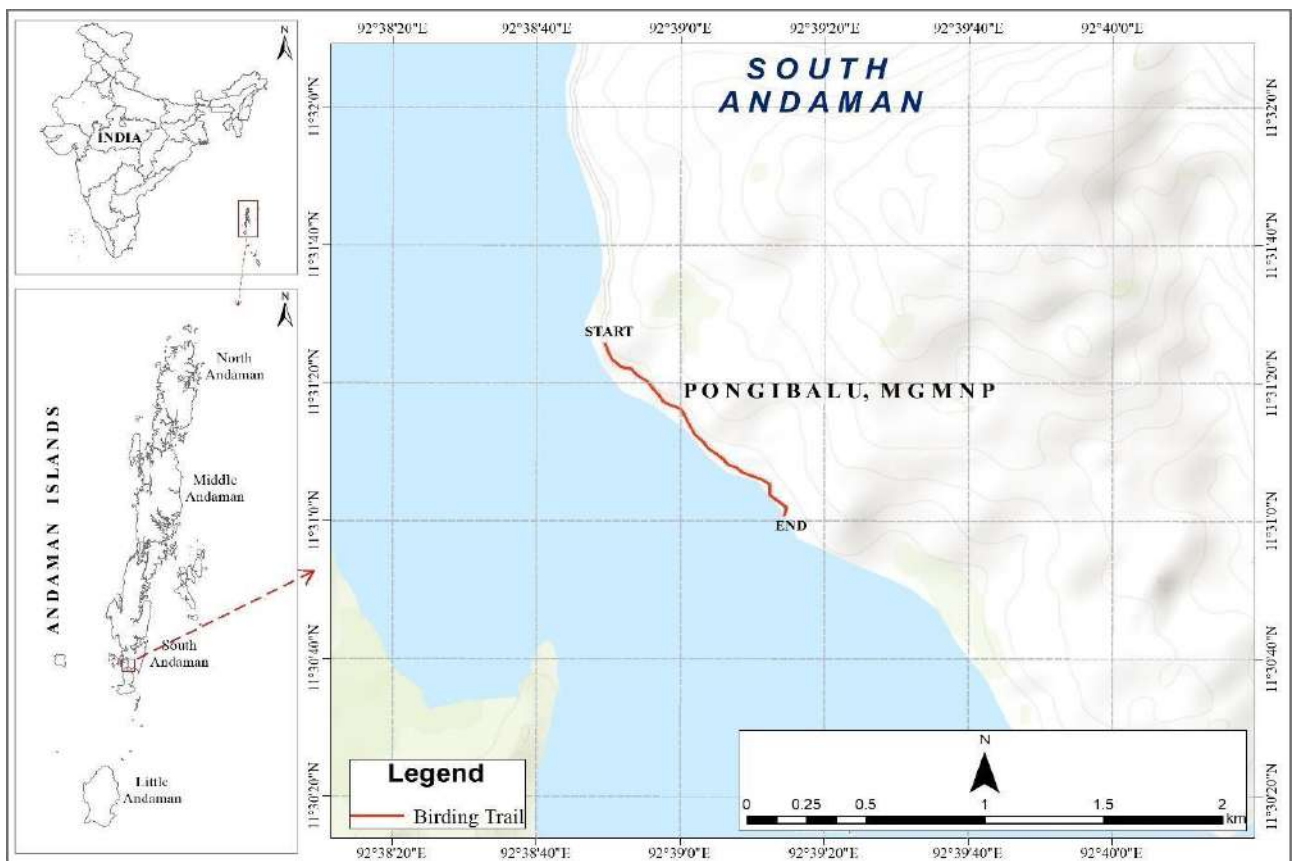 N
INDIA
N
North
Andaman
Middle
Andaman
ANDAMAN ISLANDS
South
Andaman
Little
Andaman
92°38'20"E 92°38'40"E 92°39'0"E 92°39'20"E 92°39'40"E 92°40'0"E
11°32'0"N
11°31'40"N
11°31'20"N
11°31'0"N
11°30'40"N
11°30'20"N
SOUTH
ANDAMAN
START
PONGIBALU, MGMNP
END
Legend
Birding Trail
N
0 0.25 0.5 1 1.5 2
km
11°32'0"N
11°31'40"N
11°31'20"N
11°31'0"N
11°30'40"N
11°30'20"N
92°38'20"E 92°38'40"E 92°39'0"E 92°39'20"E 92°39'40"E 92°40'0"E